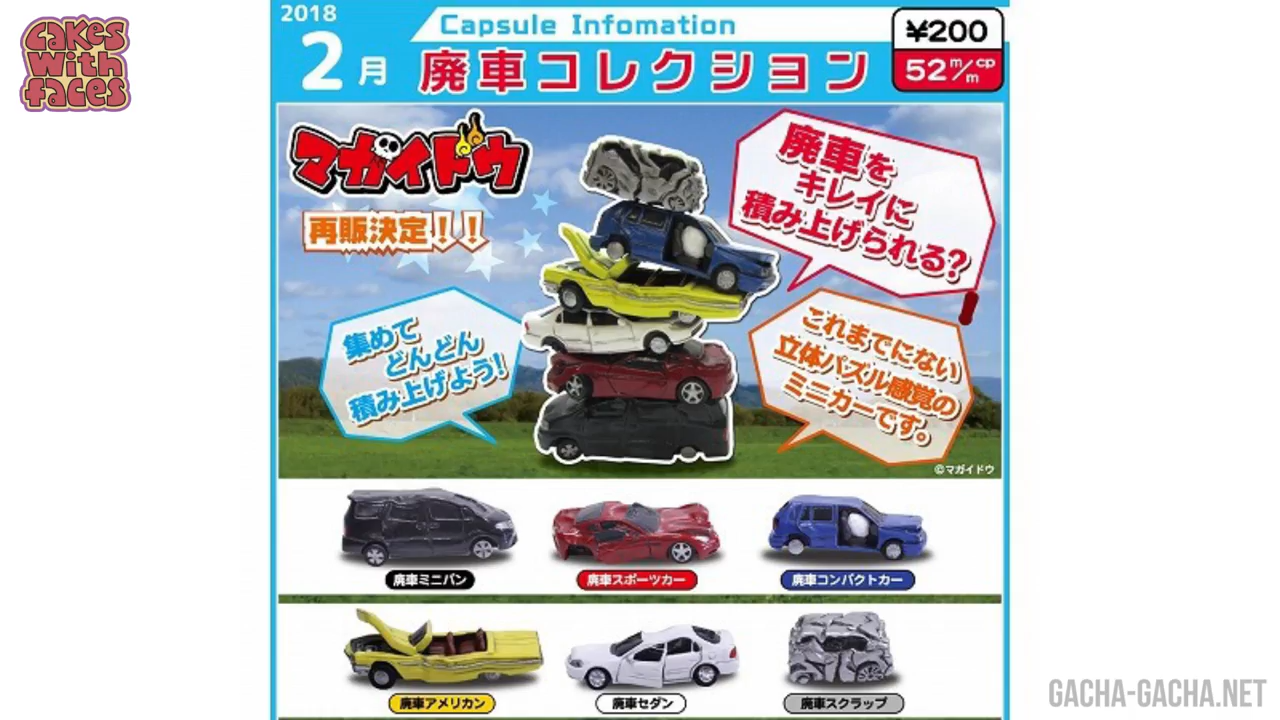 cakes
with
faces
2018
2月
Capsule Infomation
廃車コレクション
¥200
52m/m cp
マガイドウ
再販決定!!
廃車を
キレイに
積み上げられる?
集めて
どんどん
積み上げよう!
これまでにない
立体パズル感覚の
ミニカーです。
©マガイドウ
廃車ミニバン
廃車スポーツカー
廃車コンパクトカー
廃車アメリカン
廃車セダン
廃車スクラップ
GACHA-GACHA.NET